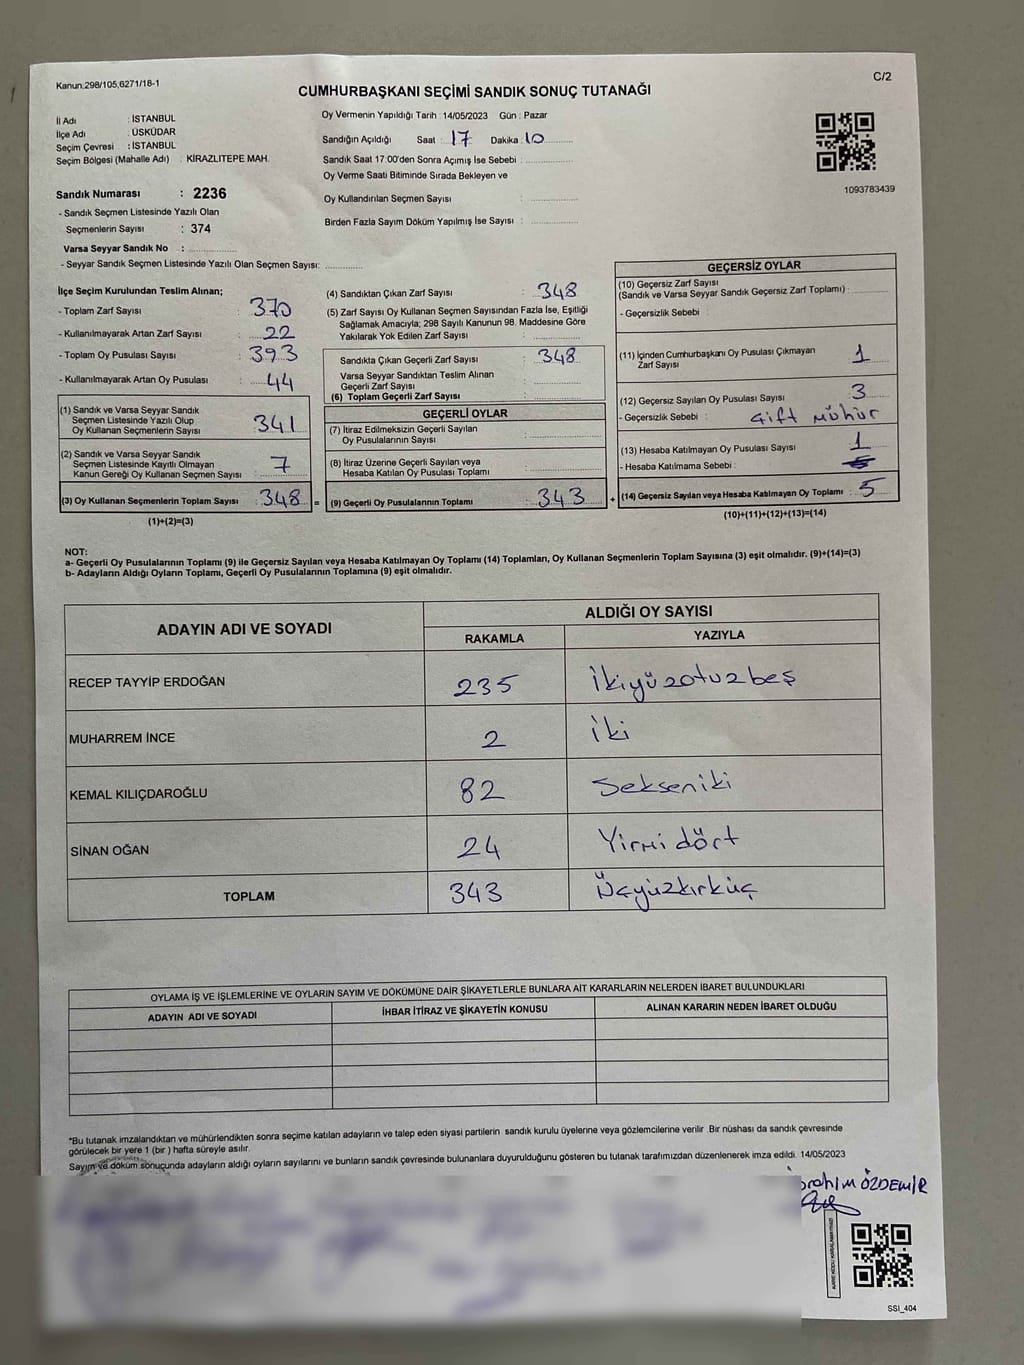 Kanun:298/105,6271/18-1
C/2
CUMHURBAŞKANI SEÇİMİ SANDIK SONUÇ TUTANAĞI
İl Adı : İSTANBUL
İlçe Adı : ÜSKÜDAR
Seçim Çevresi : İSTANBUL
Seçim Bölgesi (Mahalle Adı) : KİRAZLITEPE MAH.
Sandık Numarası : 2236
- Sandık Seçmen Listesinde Yazılı Olan
Seçmenlerin Sayısı : 374
Varsa Seyyar Sandık No :
- Seyyar Sandık Seçmen Listesinde Yazılı Olan Seçmen Sayısı:
Oy Vermenin Yapıldığı Tarih : 14/05/2023 Gün : Pazar
Sandığın Açıldığı Saat : 17 Dakika : 10
Sandık Saat 17.00'den Sonra Açımış İse Sebebi :
Oy Verme Saati Bitiminde Sırada Bekleyen ve
Oy Kullandırılan Seçmen Sayısı :
Birden Fazla Sayım Döküm Yapılmış İse Sayısı :
1093783439
İlçe Seçim Kurulundan Teslim Alınan;
- Toplam Zarf Sayısı : 370
- Kullanılmayarak Artan Zarf Sayısı : 22
- Toplam Oy Pusulası Sayısı : 393
- Kullanılmayarak Artan Oy Pusulası : 44
(1) Sandık ve Varsa Seyyar Sandık
Seçmen Listesinde Yazılı Olup
Oy Kullanan Seçmenlerin Sayısı : 341
(2) Sandık ve Varsa Seyyar Sandık
Seçmen Listesinde Kayıtlı Olmayan
Kanun Gereği Oy Kullanan Seçmen Sayısı : 7
(3) Oy Kullanan Seçmenlerin Toplam Sayısı : 348 =
(1)+(2)=(3)
(4) Sandıktan Çıkan Zarf Sayısı : 348
(5) Zarf Sayısı Oy Kullanan Seçmen Sayısından Fazla İse, Eşitliği
Sağlamak Amacıyla; 298 Sayılı Kanunun 98. Maddesine Göre
Yakılarak Yok Edilen Zarf Sayısı :
Sandıkta Çıkan Geçerli Zarf Sayısı : 348
Varsa Seyyar Sandıktan Teslim Alınan
Geçerli Zarf Sayısı :
(6) Toplam Geçerli Zarf Sayısı :
GEÇERLİ OYLAR
(7) İtiraz Edilmeksizin Geçerli Sayılan
Oy Pusulalarının Sayısı :
(8) İtiraz Üzerine Geçerli Sayılan veya
Hesaba Katılan Oy Pusulası Toplamı :
(9) Geçerli Oy Pusulalarının Toplamı : 343 +
GEÇERSİZ OYLAR
(10) Geçersiz Zarf Sayısı
(Sandık ve Varsa Seyyar Sandık Geçersiz Zarf Toplamı) :
- Geçersizlik Sebebi :
(11) İçinden Cumhurbaşkanı Oy Pusulası Çıkmayan
Zarf Sayısı : 1
(12) Geçersiz Sayılan Oy Pusulası Sayısı : 3
- Geçersizlik Sebebi : Çift Mühür
(13) Hesaba Katılmayan Oy Pusulası Sayısı : 1
- Hesaba Katılmama Sebebi :
(14) Geçersiz Sayılan veya Hesaba Katılmayan Oy Toplamı : 5
(10)+(11)+(12)+(13)=(14)
NOT:
a- Geçerli Oy Pusulalarının Toplamı (9) ile Geçersiz Sayılan veya Hesaba Katılmayan Oy Toplamı (14) Toplamları, Oy Kullanan Seçmenlerin Toplam Sayısına (3) eşit olmalıdır. (9)+(14)=(3)
b- Adayların Aldığı Oyların Toplamı, Geçerli Oy Pusulalarının Toplamına (9) eşit olmalıdır.
ADAYIN ADI VE SOYADI
ALDIĞI OY SAYISI
RAKAMLA YAZIYLA
RECEP TAYYİP ERDOĞAN 235 İkiyüzotuzbeş
MUHARREM İNCE 2 iki
KEMAL KILIÇDAROĞLU 82 Sekseniki
SİNAN OĞAN 24 Yirmi dört
TOPLAM 343 Üçyüzkırküç
OYLAMA İŞ VE İŞLEMLERİNE VE OYLARIN SAYIM VE DÖKÜMÜNE DAİR ŞİKAYETLERLE BUNLARA AİT KARARLARIN NELERDEN İBARET BULUNDUKLARI
ADAYIN ADI VE SOYADI İHBAR İTİRAZ VE ŞİKAYETİN KONUSU ALINAN KARARIN NEDEN İBARET OLDUĞU
*Bu tutanak imzalandıktan ve mühürlendikten sonra seçime katılan adayların ve talep eden siyasi partilerin sandık kurulu üyelerine veya gözlemcilerine verilir .Bir nüshası da sandık çevresinde
görülecek bir yere 1 (bir ) hafta süreyle asılır.
Sayım ve döküm sonucunda adayların aldığı oyların sayılarını ve bunların sandık çevresinde bulunanlara duyurulduğunu gösteren bu tutanak tarafımızdan düzenlenerek imza edildi. 14/05/2023
brahim ÖZDEMİR
KARE KODU KARALAMAYINIZ!
SSI_404